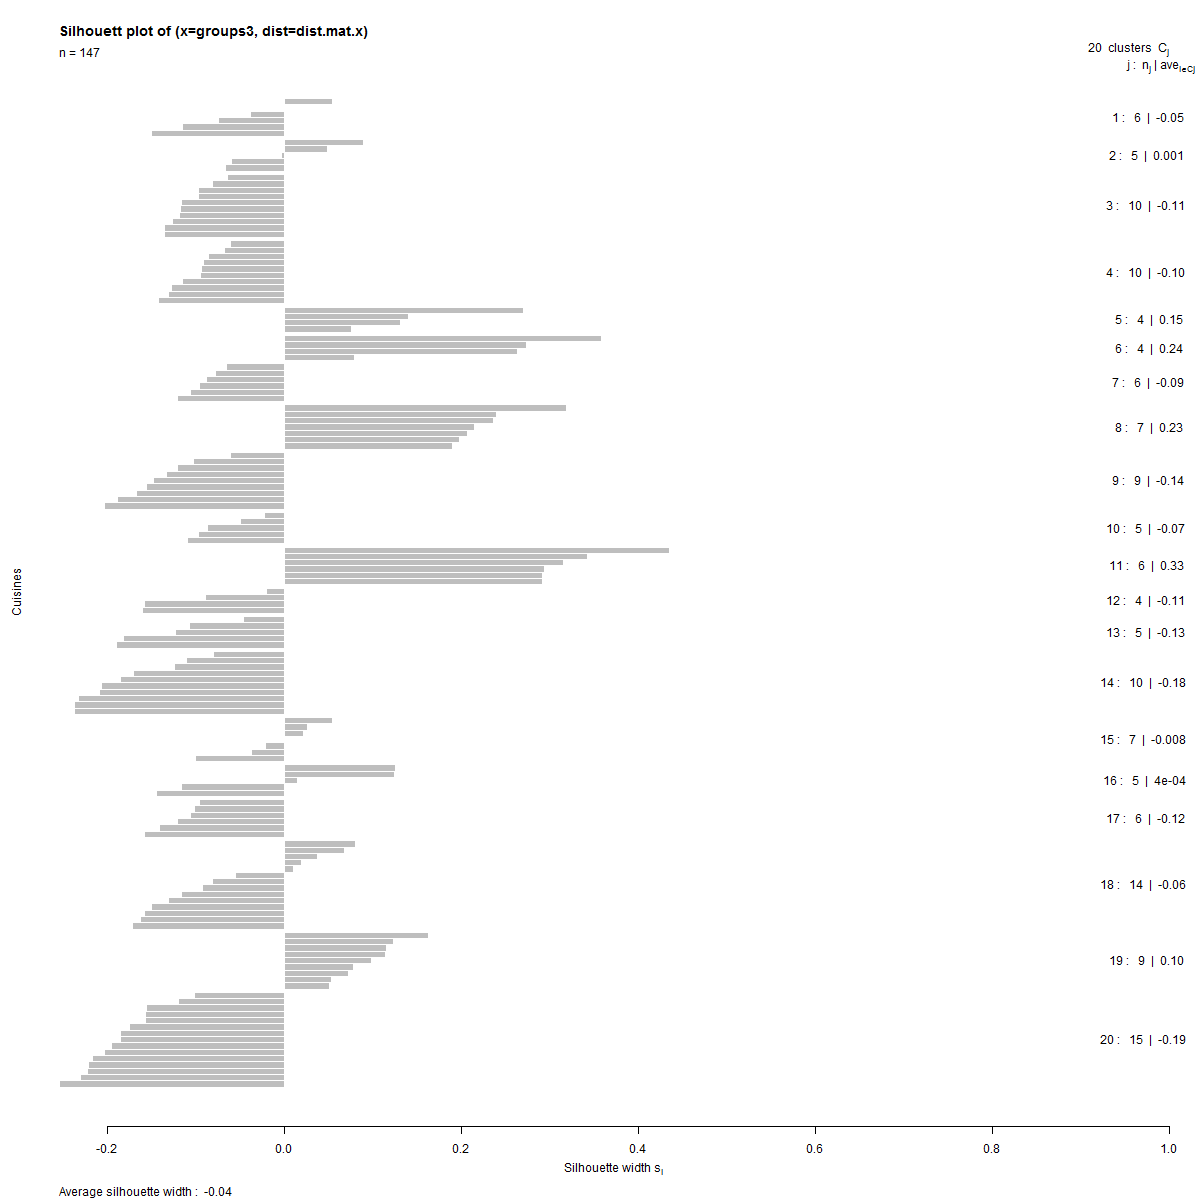 Silhouett plot of (x=groups3, dist=dist.mat.x)
n = 147
20 clusters Cj
j : nj | avei∈Cj
1 : 6 | -0.05
2 : 5 | 0.001
3 : 10 | -0.11
4 : 10 | -0.10
5 : 4 | 0.15
6 : 4 | 0.24
7 : 6 | -0.09
8 : 7 | 0.23
9 : 9 | -0.14
10 : 5 | -0.07
11 : 6 | 0.33
12 : 4 | -0.11
13 : 5 | -0.13
14 : 10 | -0.18
15 : 7 | -0.008
16 : 5 | 4e-04
17 : 6 | -0.12
18 : 14 | -0.06
19 : 9 | 0.10
20 : 15 | -0.19
Cuisines
-0.2 0.0 0.2 0.4 0.6 0.8 1.0
Silhouette width si
Average silhouette width : -0.04